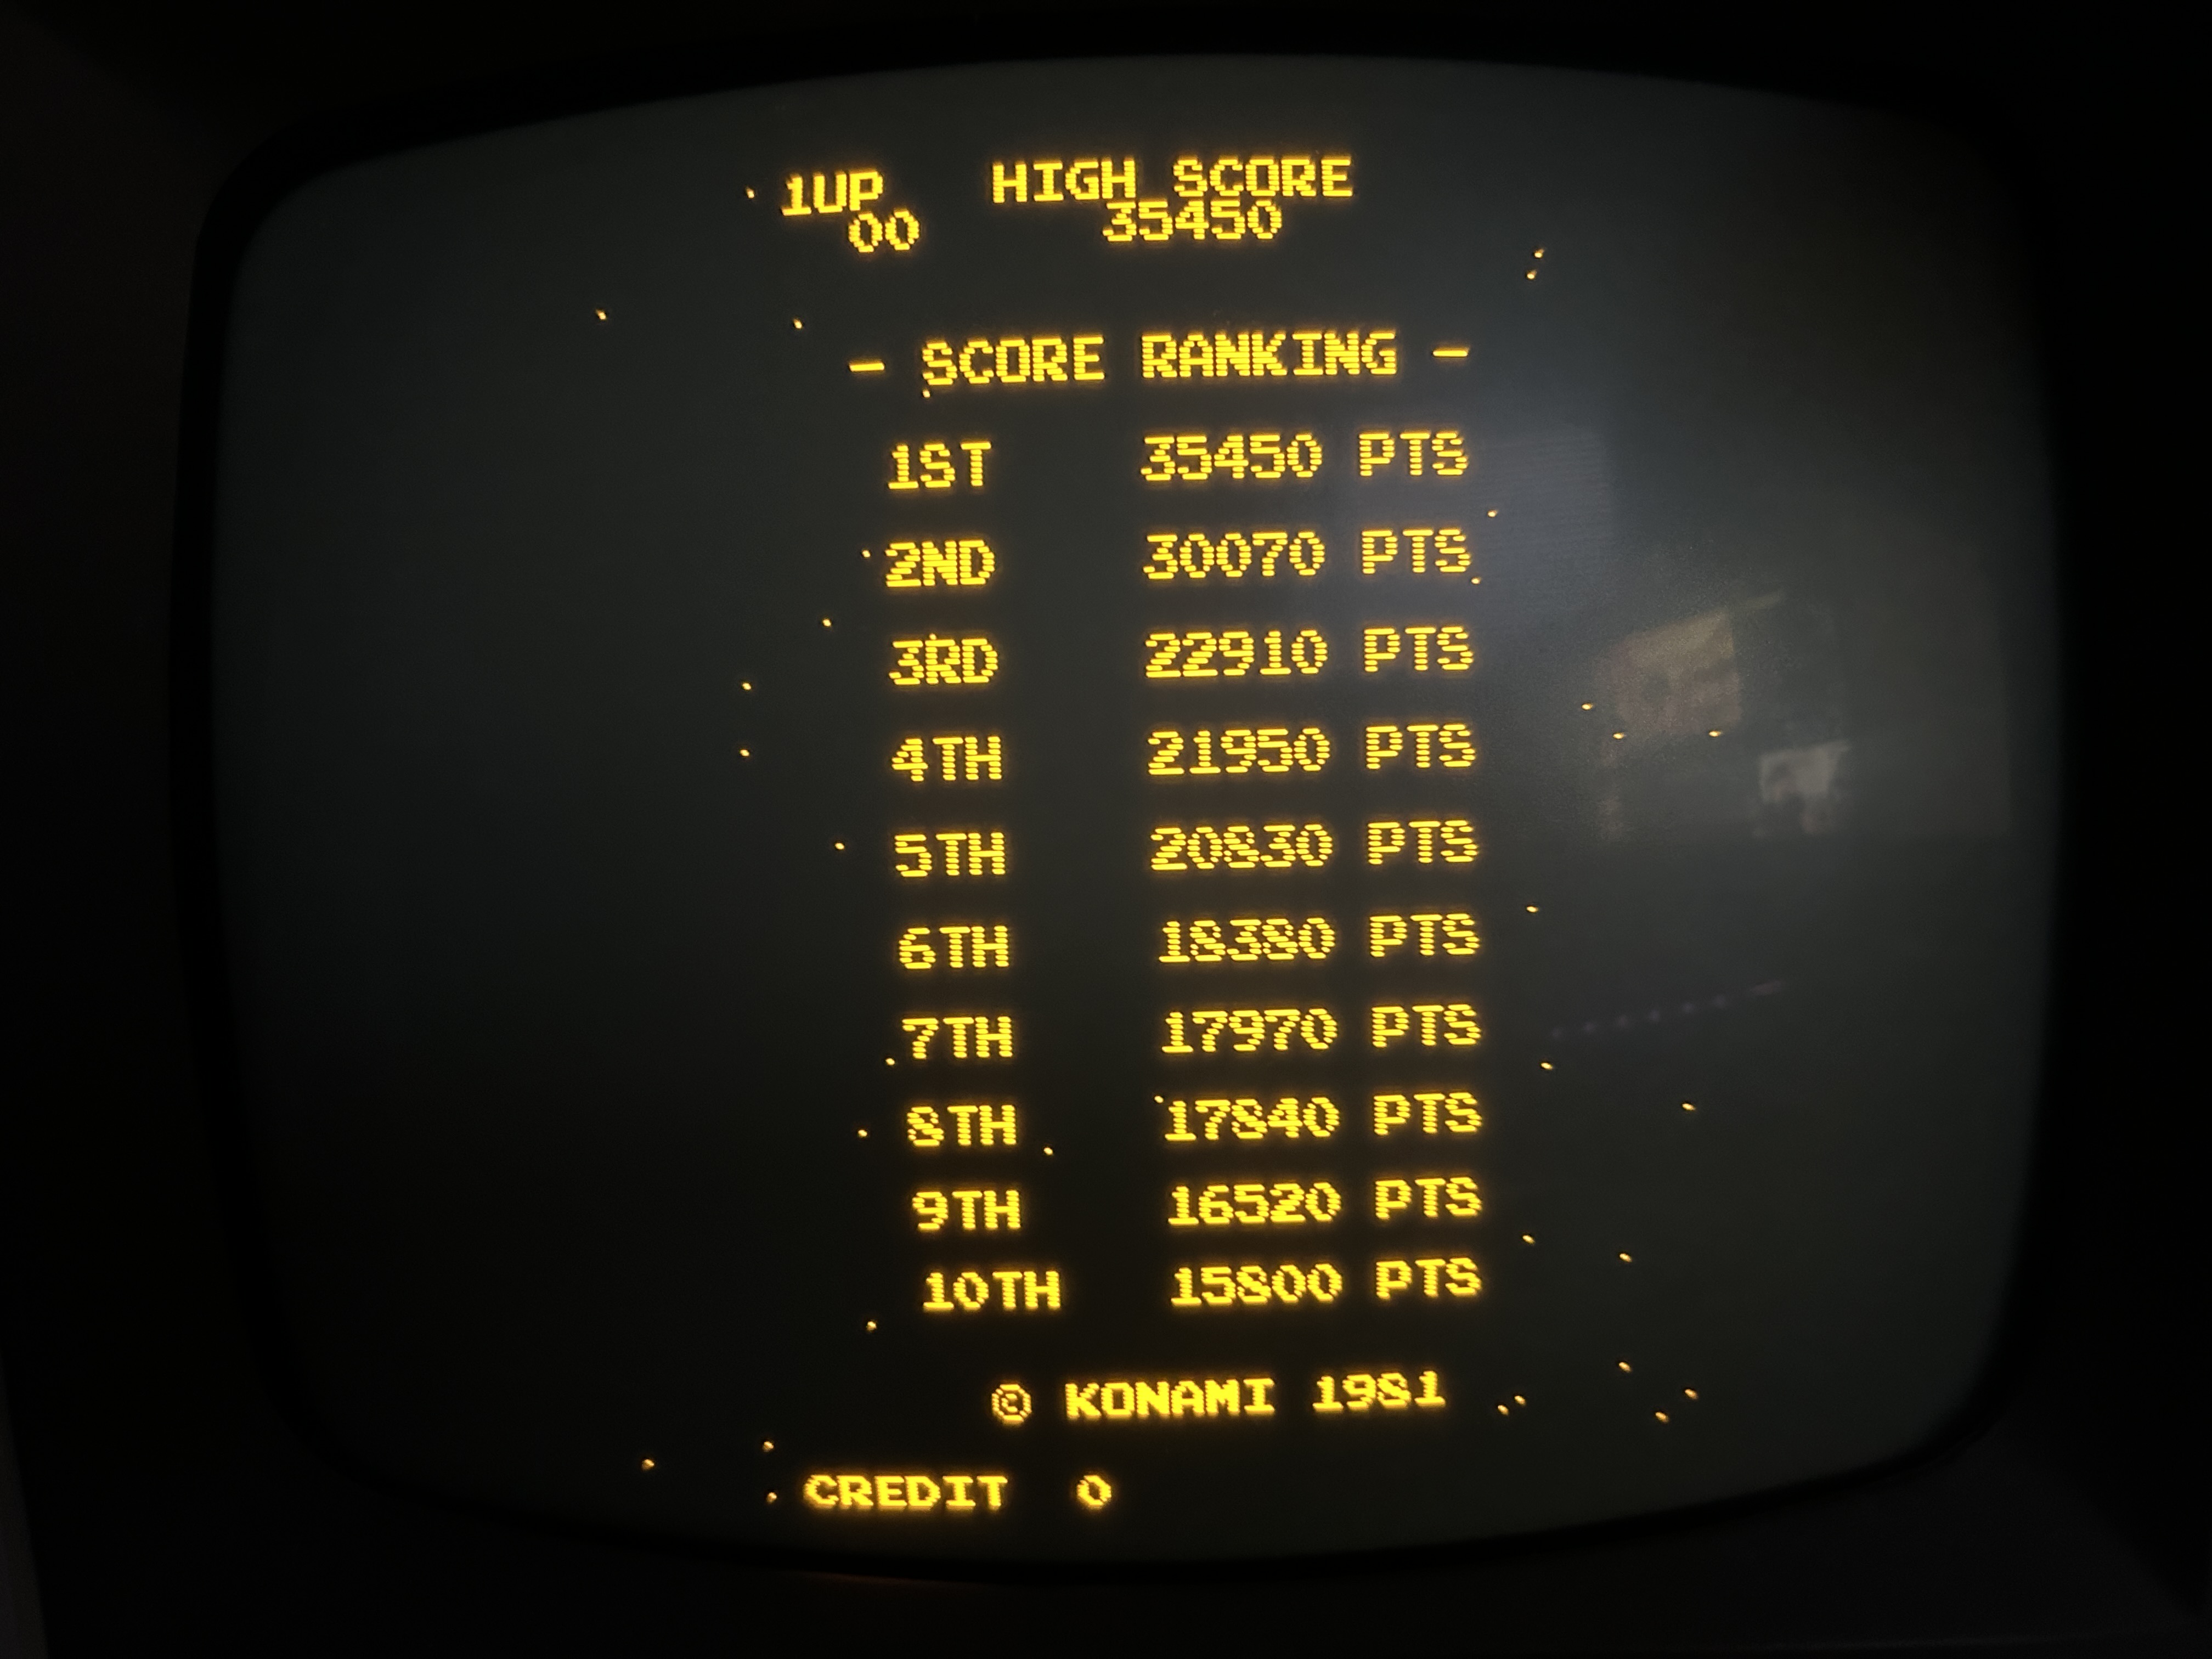 1UP HIGH SCORE
00 35450
- SCORE RANKING -
1ST 35450 PTS
2ND 30070 PTS
3RD 22910 PTS
4TH 21950 PTS
5TH 20830 PTS
6TH 18380 PTS
7TH 17970 PTS
8TH 17840 PTS
9TH 16520 PTS
10TH 15800 PTS
© KONAMI 1981
CREDIT 0